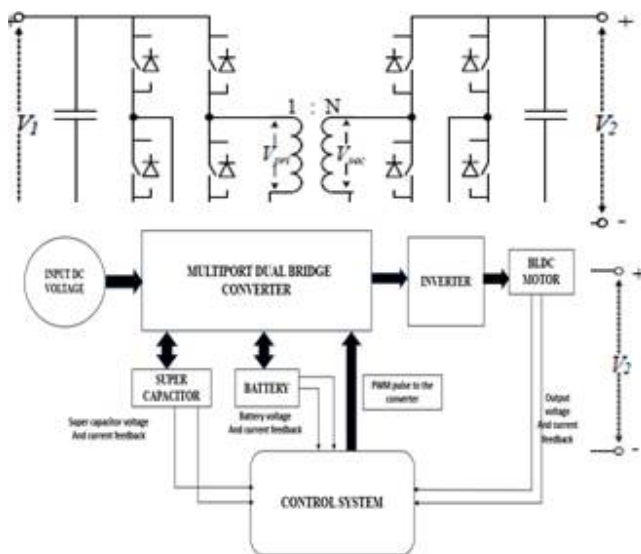 +
+
1 : N
V1
Vpri
Vsec
V2
-
INPUT DC
VOLTAGE
MULTIPORT DUAL BRIDGE
CONVERTER
INVERTER
BLDC
MOTOR
+
SUPER
CAPACITOR
BATTERY
PWM pulse to the
converter
V2
Super capacitor voltage
And current feedback
Battery voltage
And current
feedback
Output
voltage
And current
feedback
-
CONTROL SYSTEM